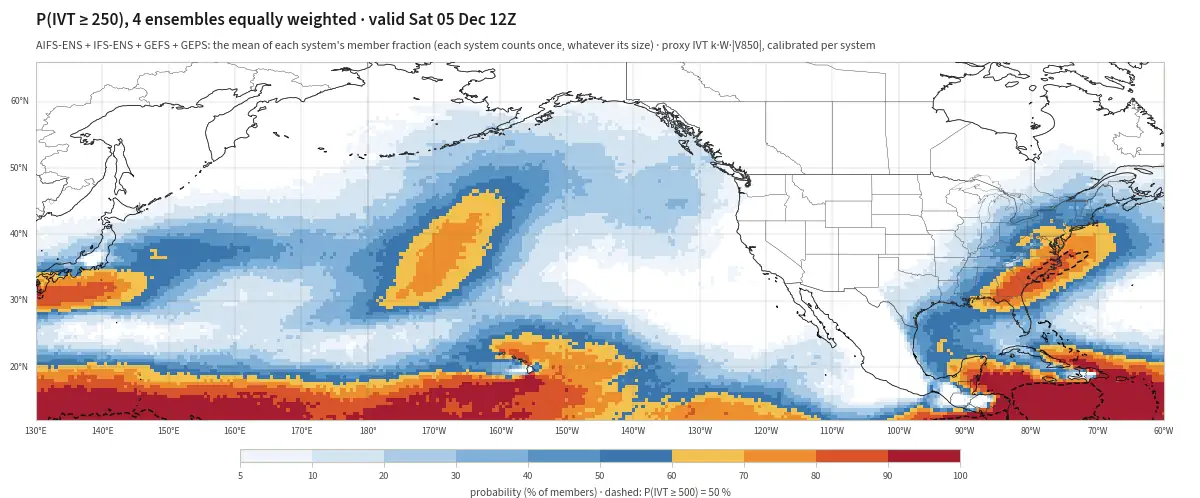 P(IVT ≥ 250), 4 ensembles equally weighted · valid Sat 05 Dec 12Z
AIFS-ENS + IFS-ENS + GEFS + GEPS: the mean of each system's member fraction (each system counts once, whatever its size) · proxy IVT k·W·|V850|, calibrated per system
60°N
50°N
40°N
30°N
20°N
130°E 140°E 150°E 160°E 170°E 180° 170°W 160°W 150°W 140°W 130°W 120°W 110°W 100°W 90°W 80°W 70°W 60°W
5 10 20 30 40 50 60 70 80 90 100
probability (% of members) · dashed: P(IVT ≥ 500) = 50 %